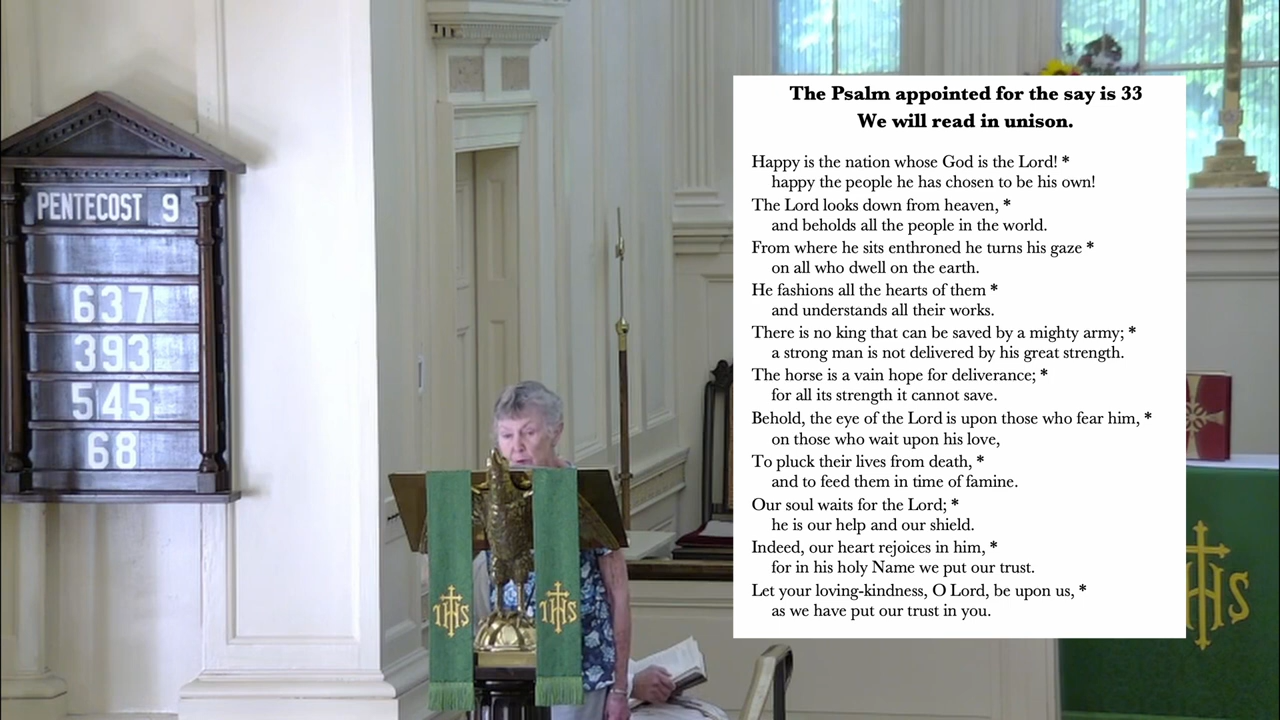 PENTECOST 9
637
393
545
68
IHS
IHS
The Psalm appointed for the say is 33
We will read in unison.
Happy is the nation whose God is the Lord! *
happy the people he has chosen to be his own!
The Lord looks down from heaven, *
and beholds all the people in the world.
From where he sits enthroned he turns his gaze *
on all who dwell on the earth.
He fashions all the hearts of them *
and understands all their works.
There is no king that can be saved by a mighty army; *
a strong man is not delivered by his great strength.
The horse is a vain hope for deliverance; *
for all its strength it cannot save.
Behold, the eye of the Lord is upon those who fear him, *
on those who wait upon his love,
To pluck their lives from death, *
and to feed them in time of famine.
Our soul waits for the Lord; *
he is our help and our shield.
Indeed, our heart rejoices in him, *
for in his holy Name we put our trust.
Let your loving-kindness, O Lord, be upon us, *
as we have put our trust in you.
IHS